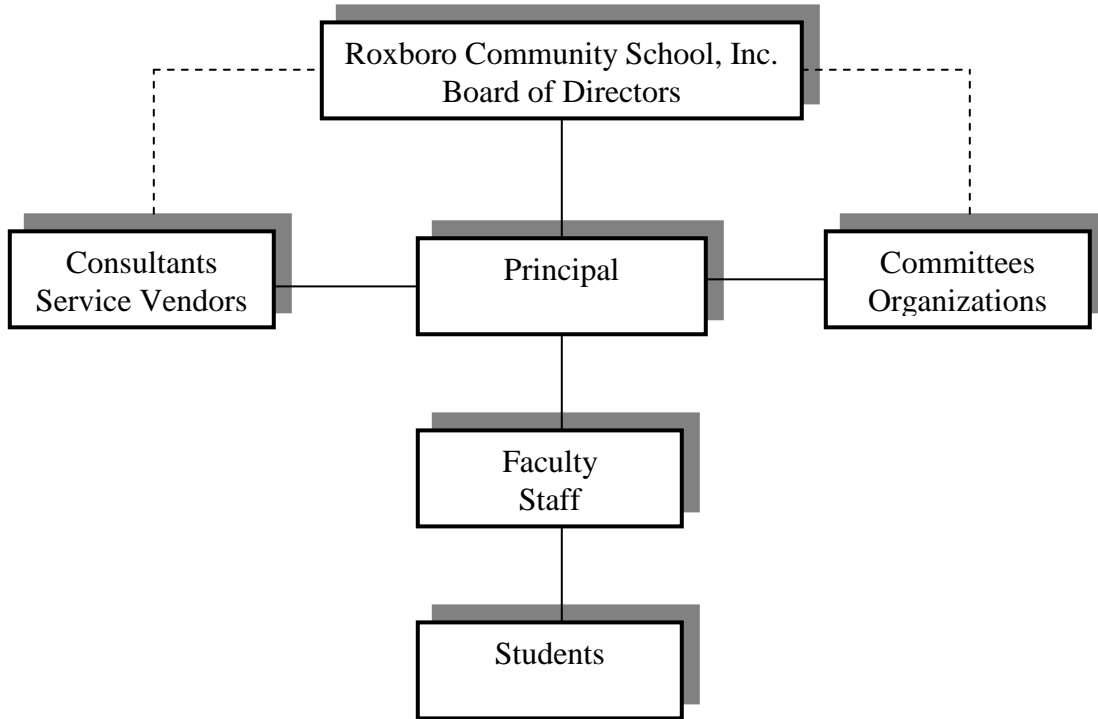 Roxboro Community School, Inc.
Board of Directors
Consultants
Service Vendors
Principal
Committees
Organizations
Faculty
Staff
Students